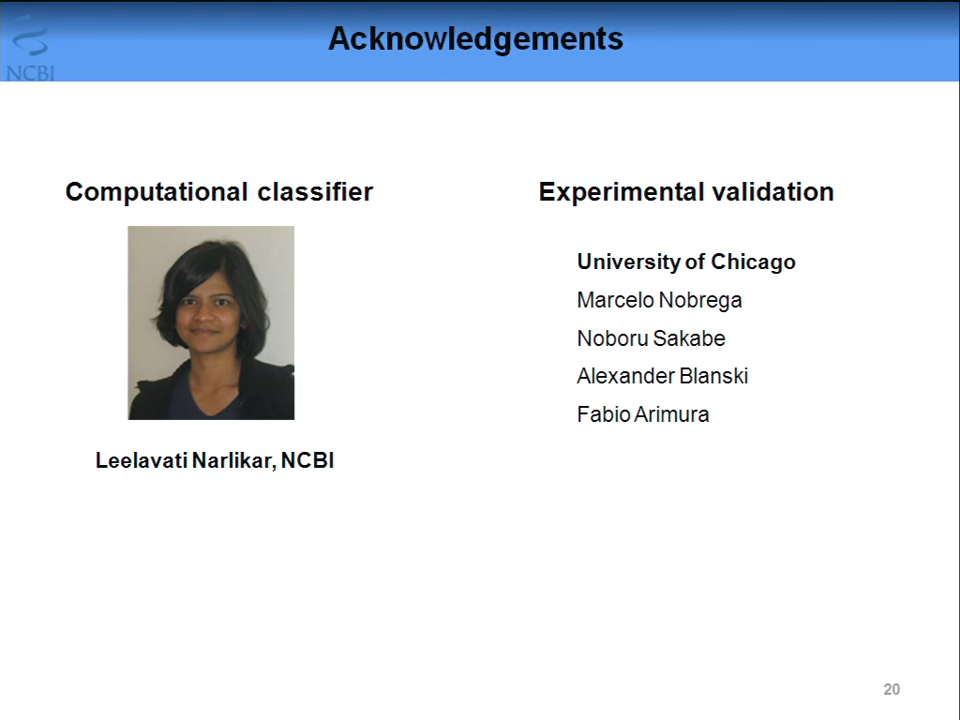 Acknowledgements
NCBI
Computational classifier
Leelavati Narlikar, NCBI
Experimental validation
University of Chicago
Marcelo Nobrega
Noboru Sakabe
Alexander Blanski
Fabio Arimura
20